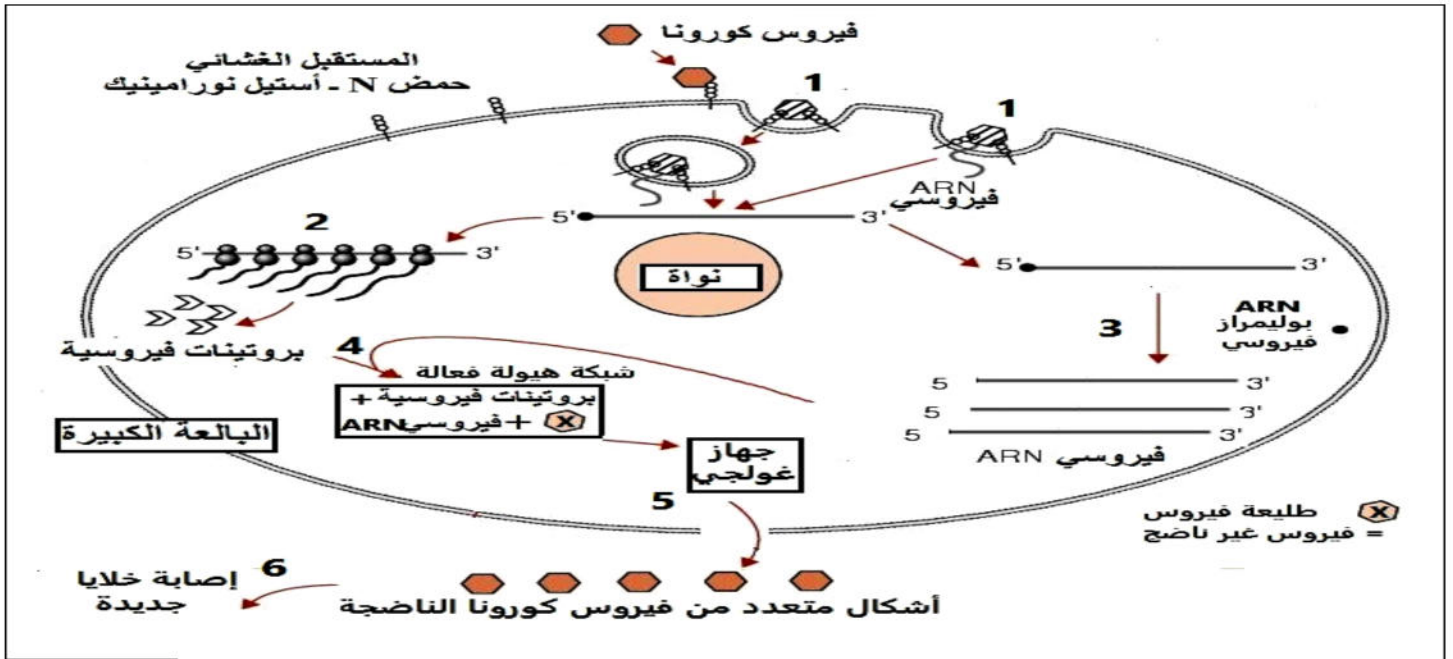 فيروس كورونا
المستقبل الغشائي
حمض N - أستيل نورامينيك
1
1
ARN
فيروسي
5'
3'
2
5'
3'
نواة
5'
3'
3
ARN
بوليمراز
فيروسي
بروتينات فيروسية
4
شبكة هيولة فعالة
بروتينات فيروسية +
X + فيروسي ARN
البالعة الكبيرة
5
3'
5
3'
5
3'
فيروسي ARN
جهاز
غولجي
5
X طليعة فيروس
= فيروس غير ناضج
6
إصابة خلايا
جديدة
أشكال متعدد من فيروس كورونا الناضجة